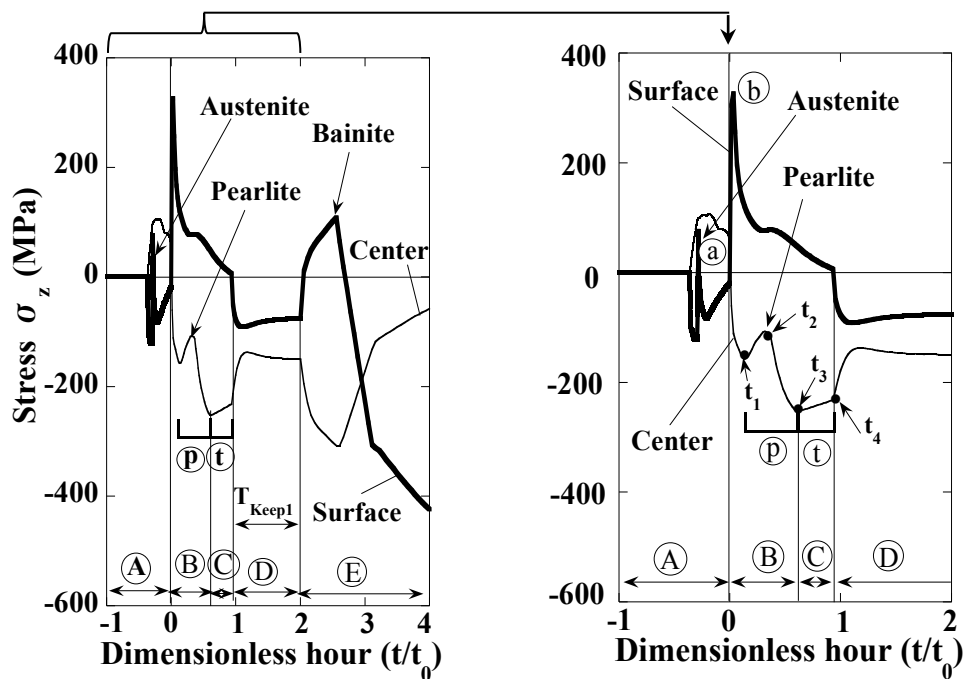 Stress σ z (MPa)
400
200
0
-200
-400
-600
Austenite
Pearlite
Bainite
Center
Surface
p t
T Keep1
A B C D E
-1 0 1 2 3 4
Dimensionless hour (t/t0)
400
200
0
-200
-400
-600
Surface
b
Austenite
Pearlite
a
t2
t1
t3
t4
Center
p t
A B C D
-1 0 1 2
Dimensionless hour (t/t0)